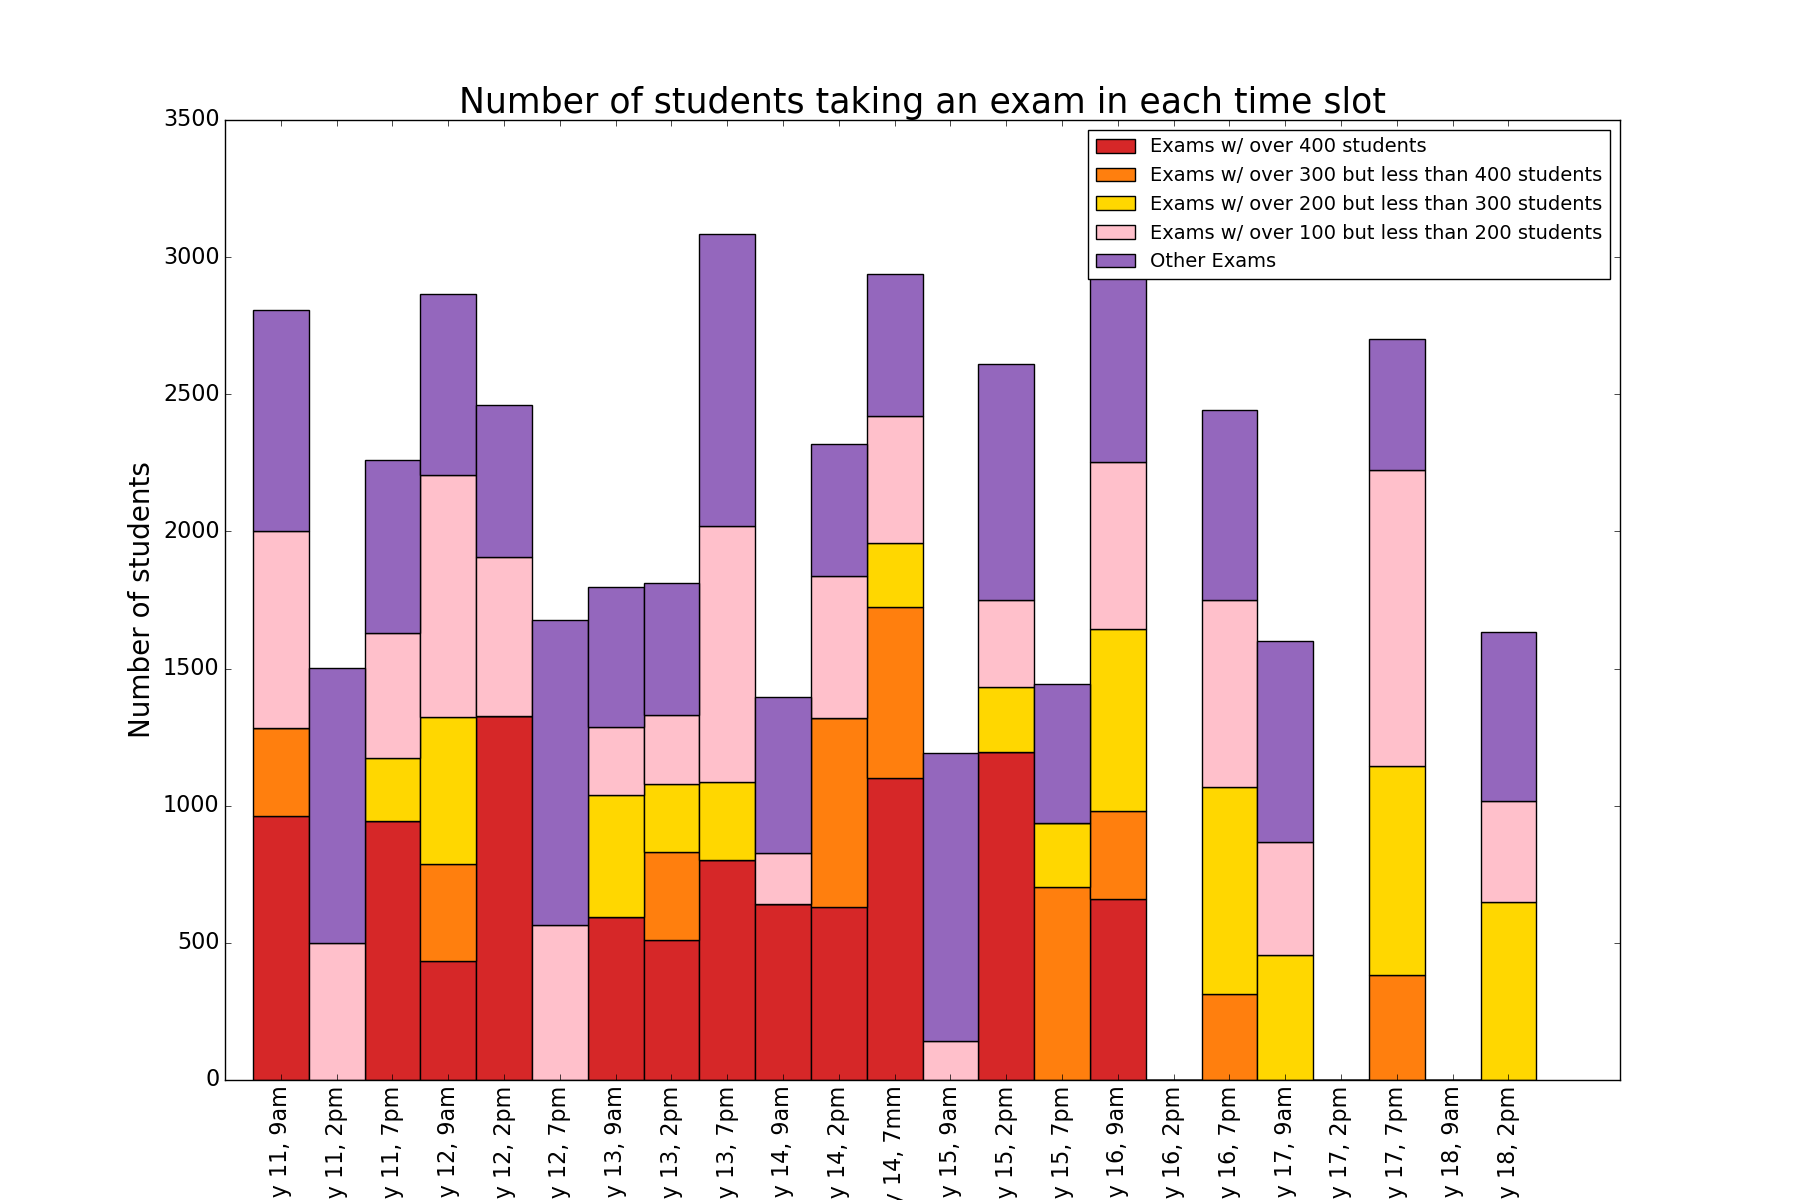 Number of students taking an exam in each time slot
Exams w/ over 400 students
Exams w/ over 300 but less than 400 students
Exams w/ over 200 but less than 300 students
Exams w/ over 100 but less than 200 students
Other Exams
Number of students
3500
3000
2500
2000
1500
1000
500
0
y 11, 9am
y 11, 2pm
y 11, 7pm
y 12, 9am
y 12, 2pm
y 12, 7pm
y 13, 9am
y 13, 2pm
y 13, 7pm
y 14, 9am
y 14, 2pm
y 14, 7mm
y 15, 9am
y 15, 2pm
y 15, 7pm
y 16, 9am
y 16, 2pm
y 16, 7pm
y 17, 9am
y 17, 2pm
y 17, 7pm
y 18, 9am
y 18, 2pm